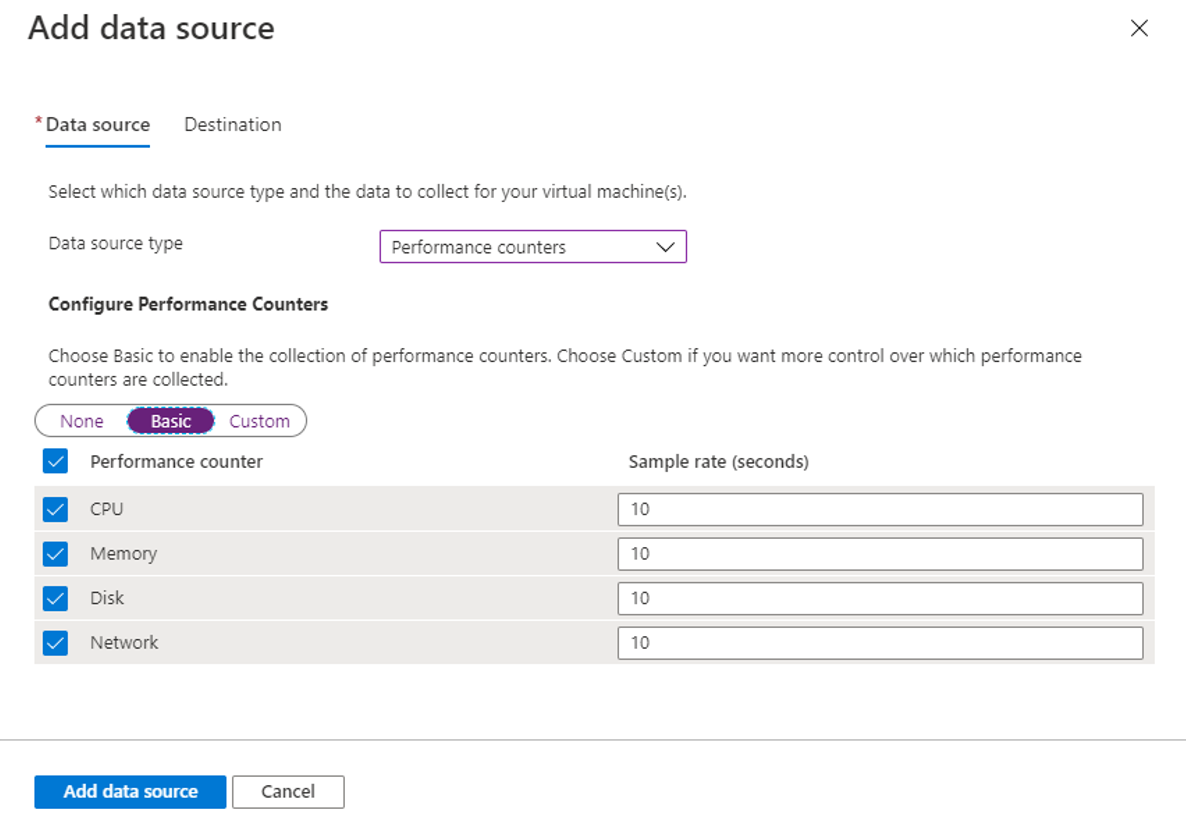 Add data source
* Data source Destination
Select which data source type and the data to collect for your virtual machine(s).
Data source type Performance counters
Configure Performance Counters
Choose Basic to enable the collection of performance counters. Choose Custom if you want more control over which performance
counters are collected.
None Basic Custom
Performance counter Sample rate (seconds)
CPU 10
Memory 10
Disk 10
Network 10
Add data source Cancel